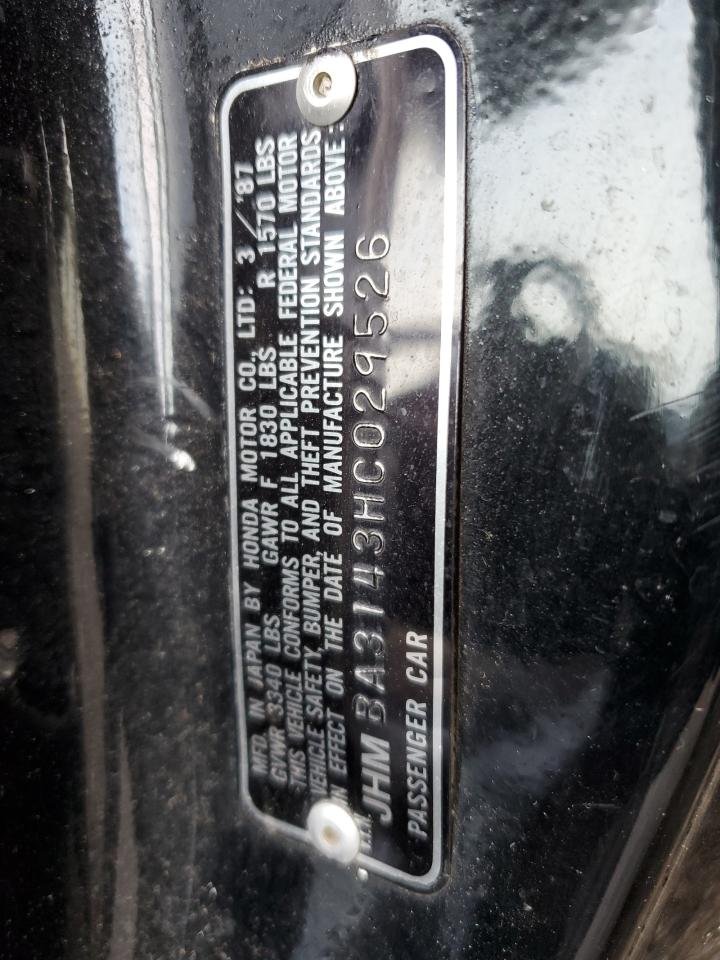 MFD. IN JAPAN BY HONDA MOTOR CO., LTD: 3/'87
GVWR 3340 LBS GAWR F 1830 LBS R 1570 LBS
THIS VEHICLE CONFORMS TO ALL APPLICABLE FEDERAL MOTOR
VEHICLE SAFETY, BUMPER, AND THEFT PREVENTION STANDARDS
IN EFFECT ON THE DATE OF MANUFACTURE SHOWN ABOVE:
V.I.N. JHM BA3143HC029526
PASSENGER CAR